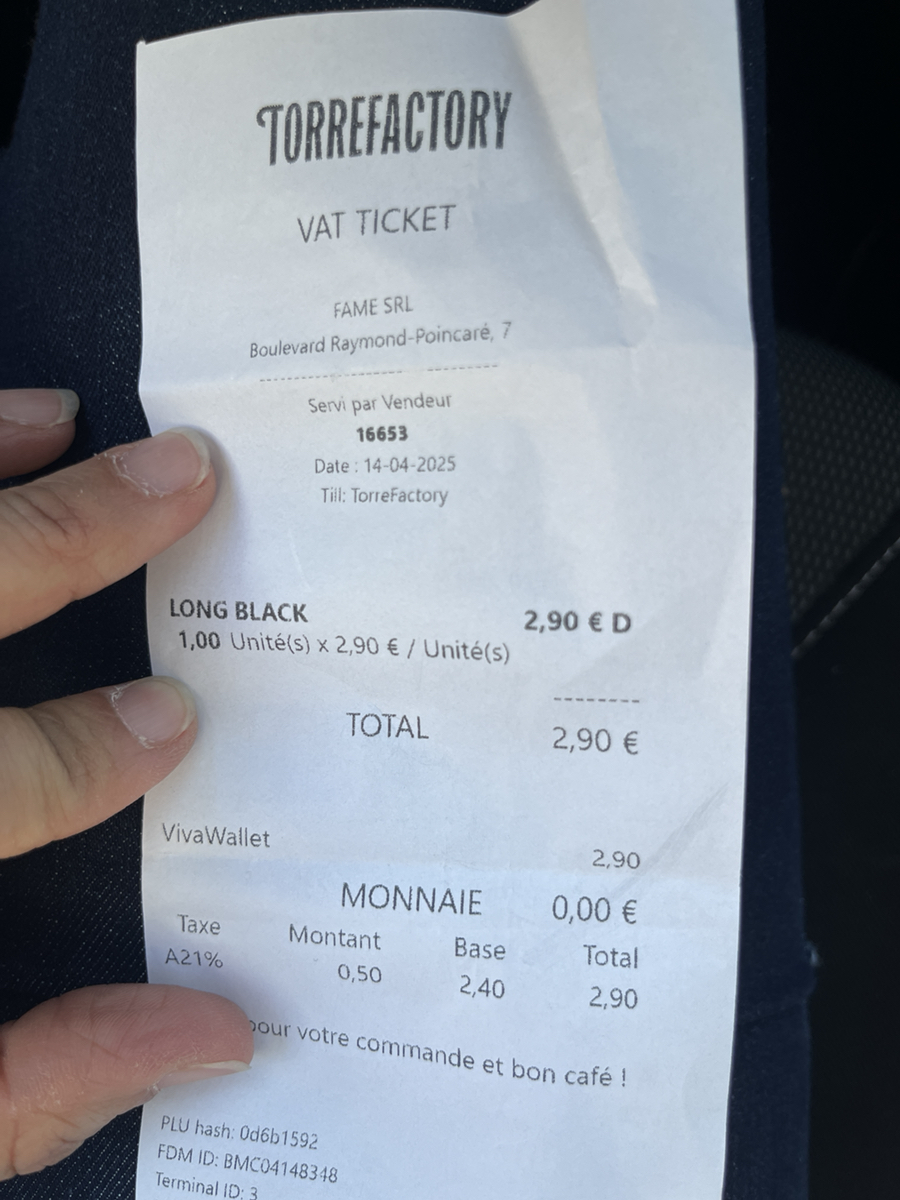 TORREFACTORY
VAT TICKET
FAME SRL
Boulevard Raymond-Poincaré, 7
Servi par Vendeur
16653
Date : 14-04-2025
Till: TorreFactory
LONG BLACK 2,90 € D
1,00 Unité(s) x 2,90 € / Unité(s)
TOTAL 2,90 €
VivaWallet 2,90
MONNAIE 0,00 €
Taxe Montant Base Total
A21% 0,50 2,40 2,90
pour votre commande et bon café !
PLU hash: 0d6b1592
FDM ID: BMC04148348
Terminal ID: 3